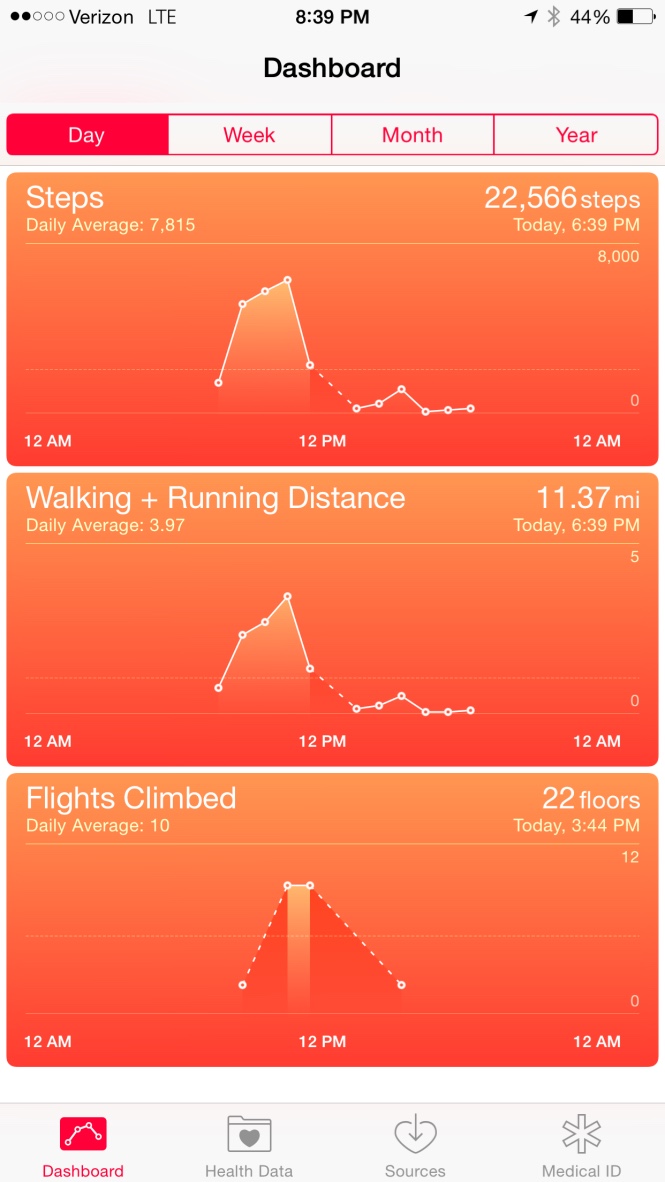 Verizon LTE 8:39 PM 44%
Dashboard
Day Week Month Year
Steps 22,566 steps
Daily Average: 7,815 Today, 6:39 PM
8,000
0
12 AM 12 PM 12 AM
Walking + Running Distance 11.37 mi
Daily Average: 3.97 Today, 6:39 PM
5
0
12 AM 12 PM 12 AM
Flights Climbed 22 floors
Daily Average: 10 Today, 3:44 PM
12
0
12 AM 12 PM 12 AM
Dashboard Health Data Sources Medical ID